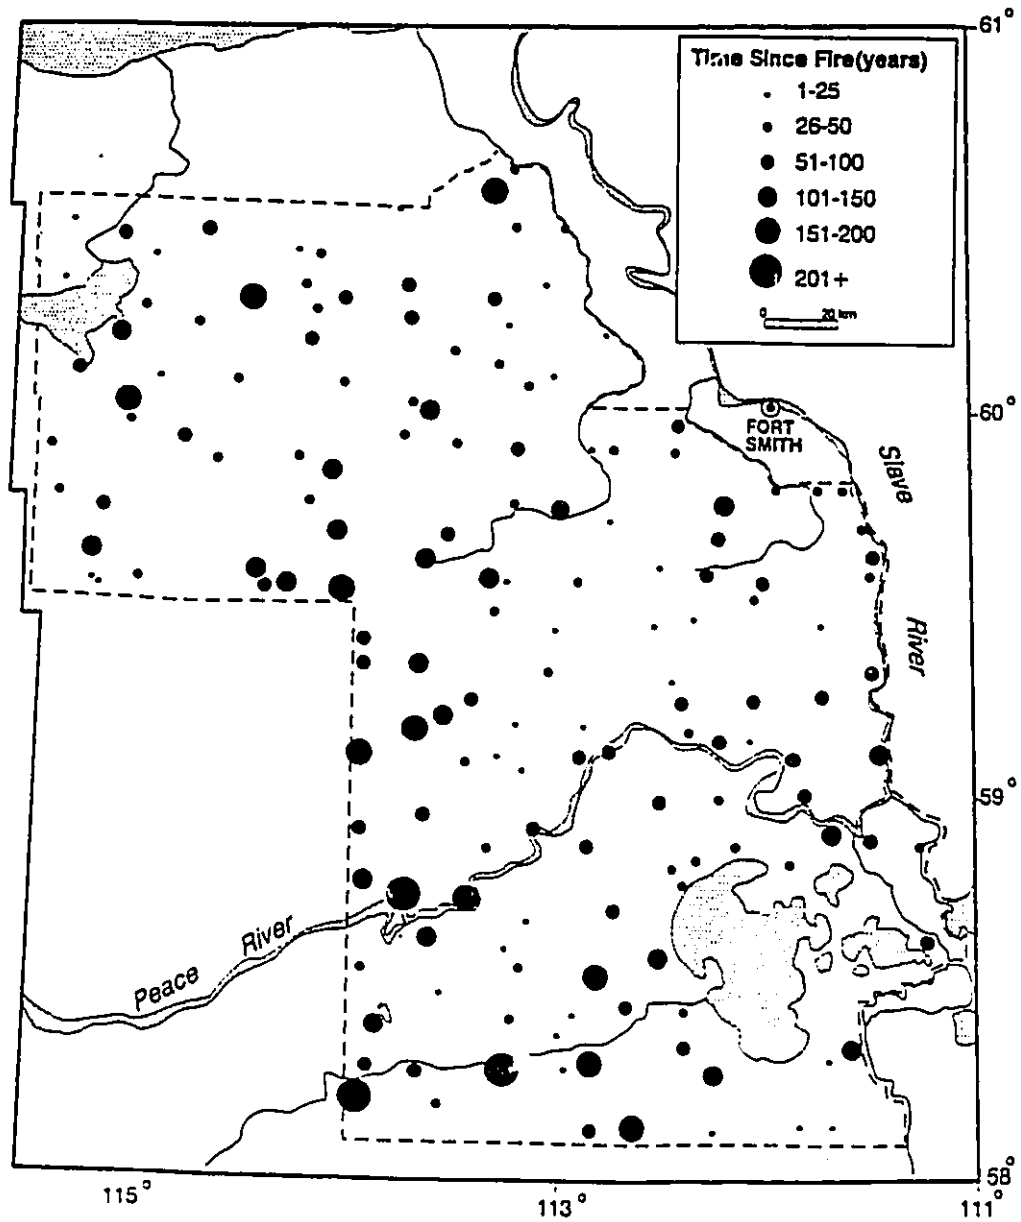 61°
Time Since Fire(years)
1-25
26-50
51-100
101-150
151-200
201+
0 20 km
60°
FORT
SMITH
Slave
River
59°
River
Peace
58°
115°
113°
111°